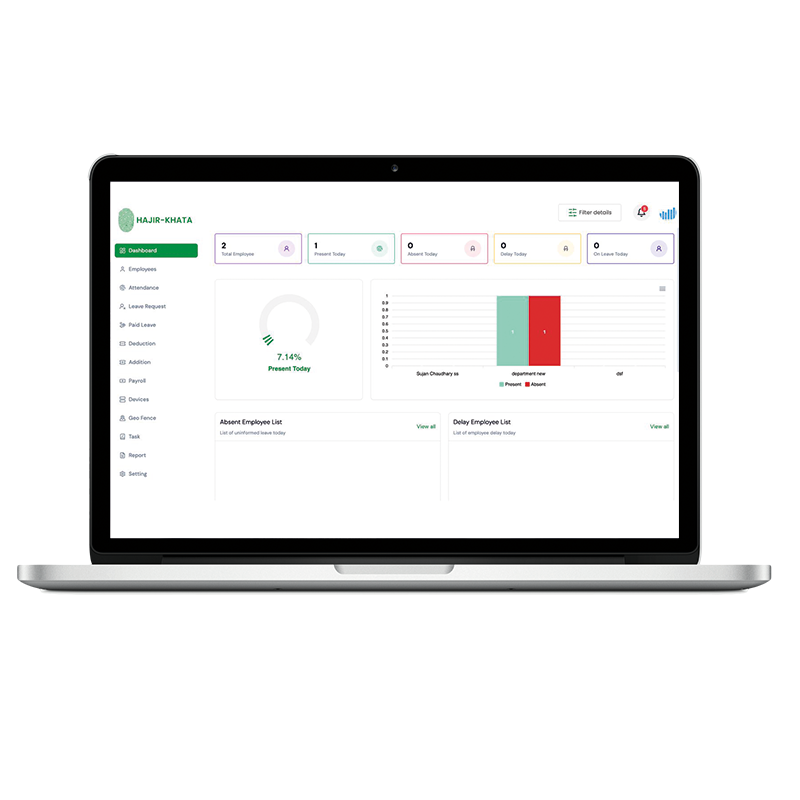 HAJIR-KHATA
Filter details
Dashboard
Employees
Attendance
Leave Request
Paid Leave
Deduction
Addition
Payroll
Devices
Geo Fence
Task
Report
Setting
2
Total Employee
1
Present Today
0
Absent Today
0
Delay Today
0
On Leave Today
7.14%
Present Today
1
0.9
0.8
0.7
0.6
0.5
0.4
0.3
0.2
0.1
0
1
1
Sujan Chaudhary ss
department new
dsf
Present Absent
Absent Employee List
List of uninformed leave today
View all
Delay Employee List
List of employee delay today
View all